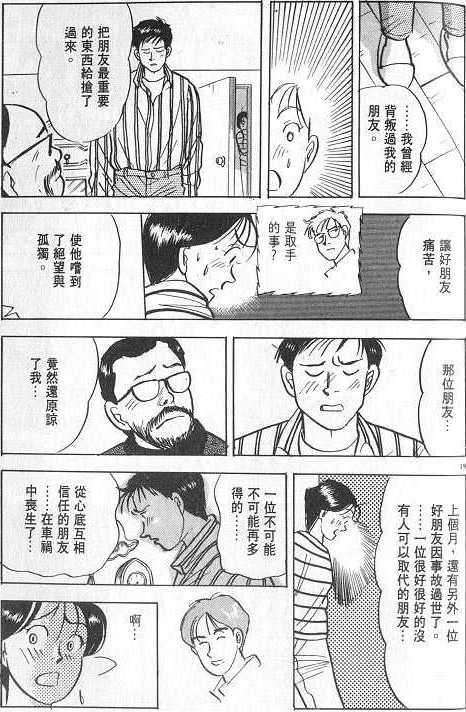 ……我曾經
背叛過我的
朋友。
把朋友最重要
的東西給搶了
過來。
讓好朋友
痛苦，
是取手
的事？
使他嚐到
了絕望與
孤獨。
那位朋友…
竟然還原諒
了我…
19
上個月，還有另外一位
好朋友因事故過世了。
……一位很好很好的沒
有人可以取代的朋友…
一位不可能
不可能再多
得的……
從心底互相
信任的朋友
……在車禍
中喪生了…
啊…